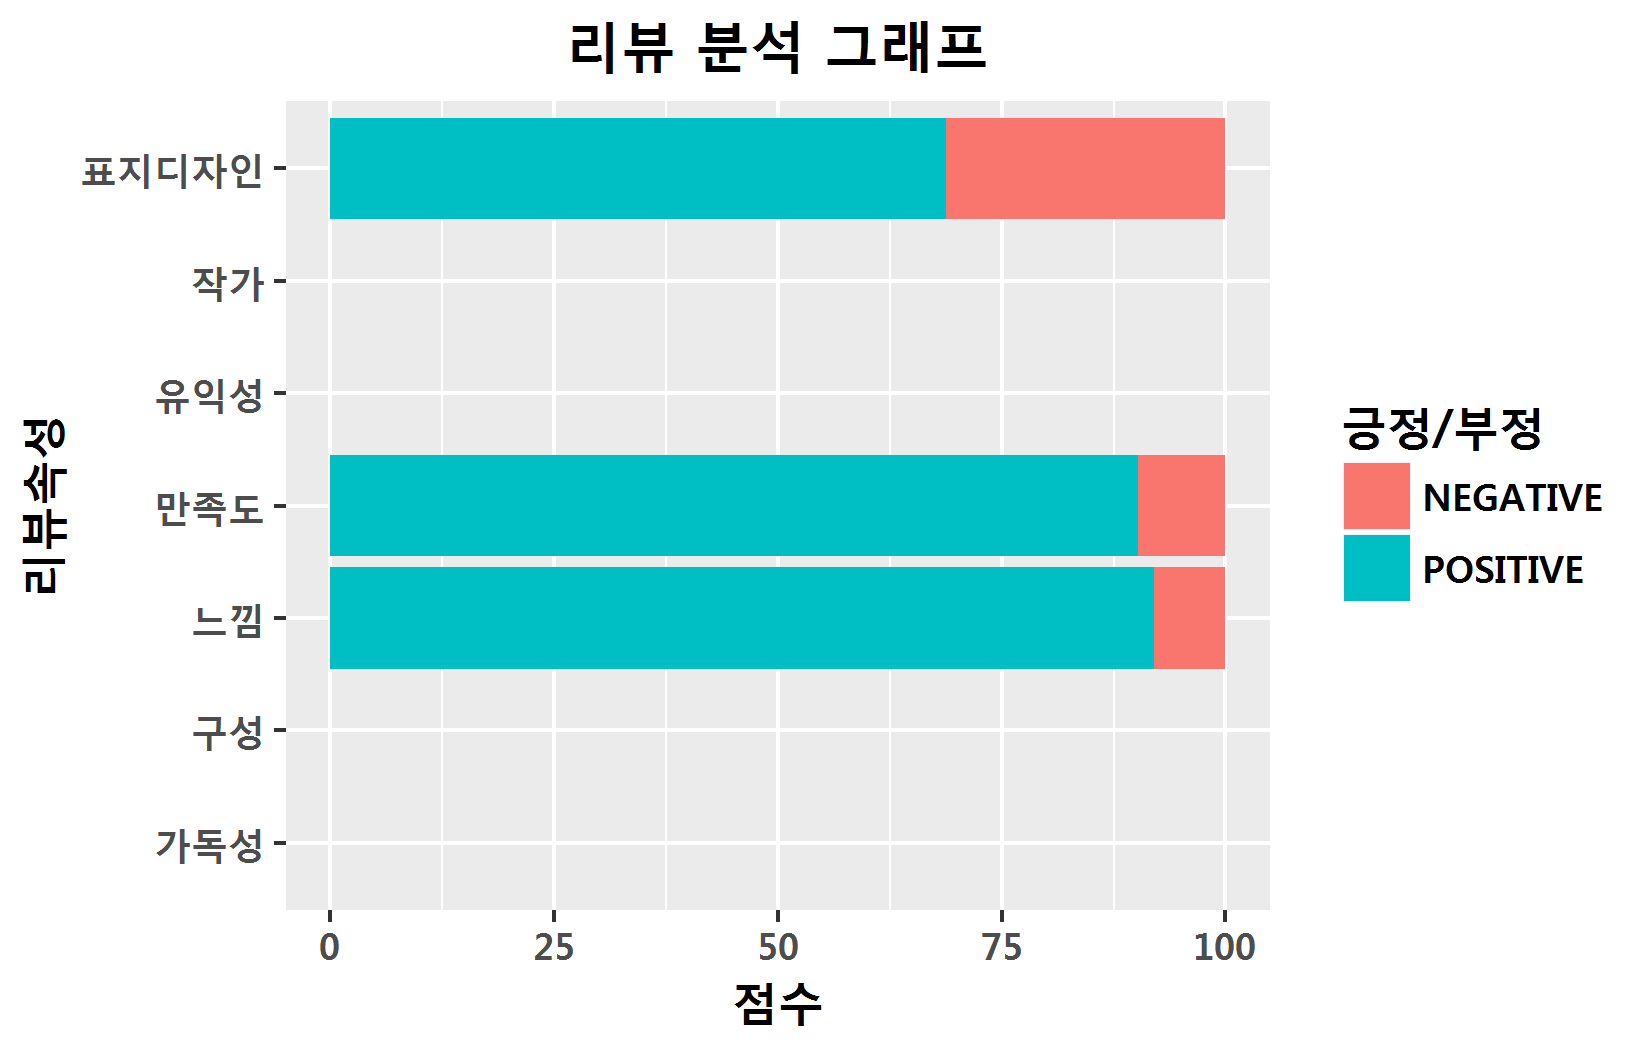 리뷰 분석 그래프
리뷰속성
표지디자인
작가
유익성
만족도
느낌
구성
가독성
0 25 50 75 100
점수
긍정/부정
NEGATIVE
POSITIVE